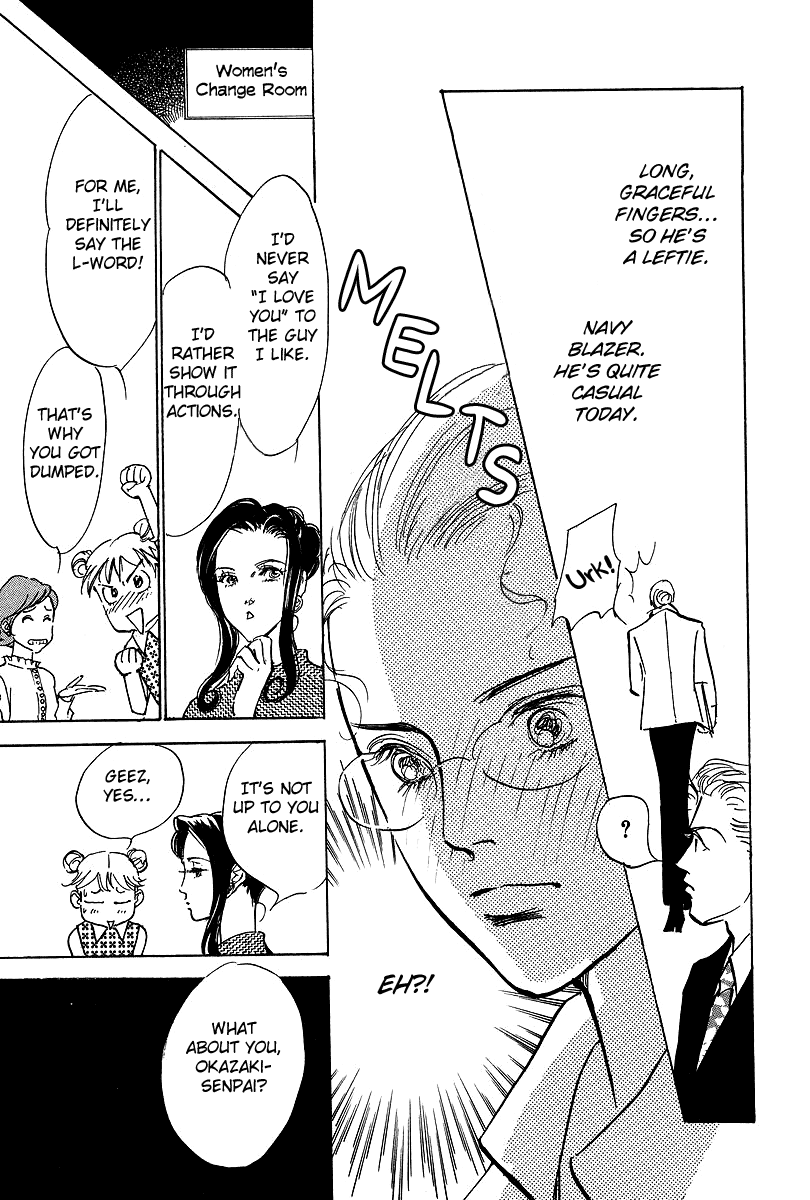 LONG,
GRACEFUL
FINGERS...
SO HE'S
A LEFTIE.
NAVY
BLAZER.
HE'S QUITE
CASUAL
TODAY.
Urk!
?
MELTS
EH?!
Women's
Change Room
I'D
NEVER
SAY
"I LOVE
YOU" TO
THE GUY
I LIKE.
I'D
RATHER
SHOW IT
THROUGH
ACTIONS.
FOR ME,
I'LL
DEFINITELY
SAY THE
L-WORD!
THAT'S
WHY
YOU GOT
DUMPED.
IT'S NOT
UP TO YOU
ALONE.
GEEZ,
YES...
WHAT
ABOUT YOU,
OKAZAKI-
SENPAI?